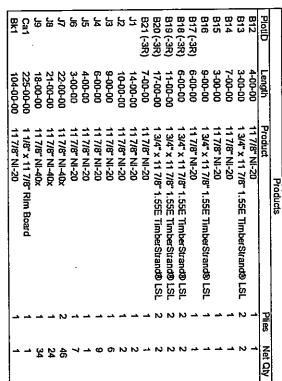 Products
PlotID Length Product Plies Net Qty
B12 4-00-00 11 7/8" NI-20 1 1
B13 3-00-00 1 3/4" x 11 7/8" 1.55E TimberStrand® LSL 2 2
B14 7-00-00 11 7/8" NI-20 1 1
B15 3-00-00 11 7/8" NI-20 1 1
B16 9-00-00 1 3/4" x 11 7/8" 1.55E TimberStrand® LSL 1 1
B17 (-3R) 6-00-00 11 7/8" NI-20 1 1
B18 (-3R) 6-00-00 1 3/4" x 11 7/8" 1.55E TimberStrand® LSL 2 2
B19 (-3R) 6-00-00 1 3/4" x 11 7/8" 1.55E TimberStrand® LSL 2 2
B20 (-3R) 17-00-00 1 3/4" x 11 7/8" 1.55E TimberStrand® LSL 2 2
B21 (-3R) 7-00-00 11 7/8" NI-20 1 1
J1 14-00-00 11 7/8" NI-20 1 2
J2 10-00-00 11 7/8" NI-20 1 2
J3 9-00-00 11 7/8" NI-20 1 6
J4 6-00-00 11 7/8" NI-20 1 9
J5 4-00-00 11 7/8" NI-20 1 1
J6 3-00-00 11 7/8" NI-20 1 7
J7 22-00-00 11 7/8" NI-40x 2 46
J8 21-00-00 11 7/8" NI-40x 1 24
J9 18-00-00 11 7/8" NI-40x 1 34
Ca1 225-00-00 1 1/8" x 11 7/8" Rim Board 1 1
Bk1 104-00-00 11 7/8" NI-20 1 1